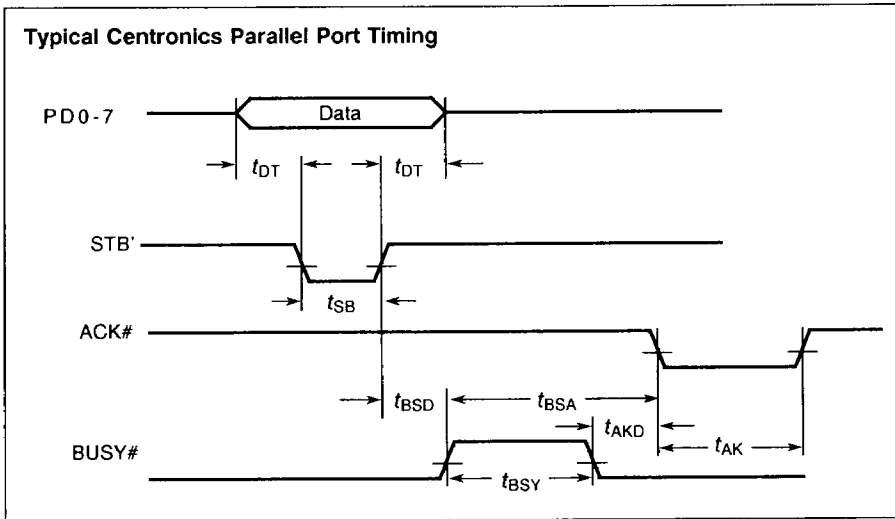 Typical Centronics Parallel Port Timing
PD0-7
Data
tDT
tDT
STB'
tSB
ACK#
tBSD
tBSA
tAKD
tAK
BUSY#
tBSY